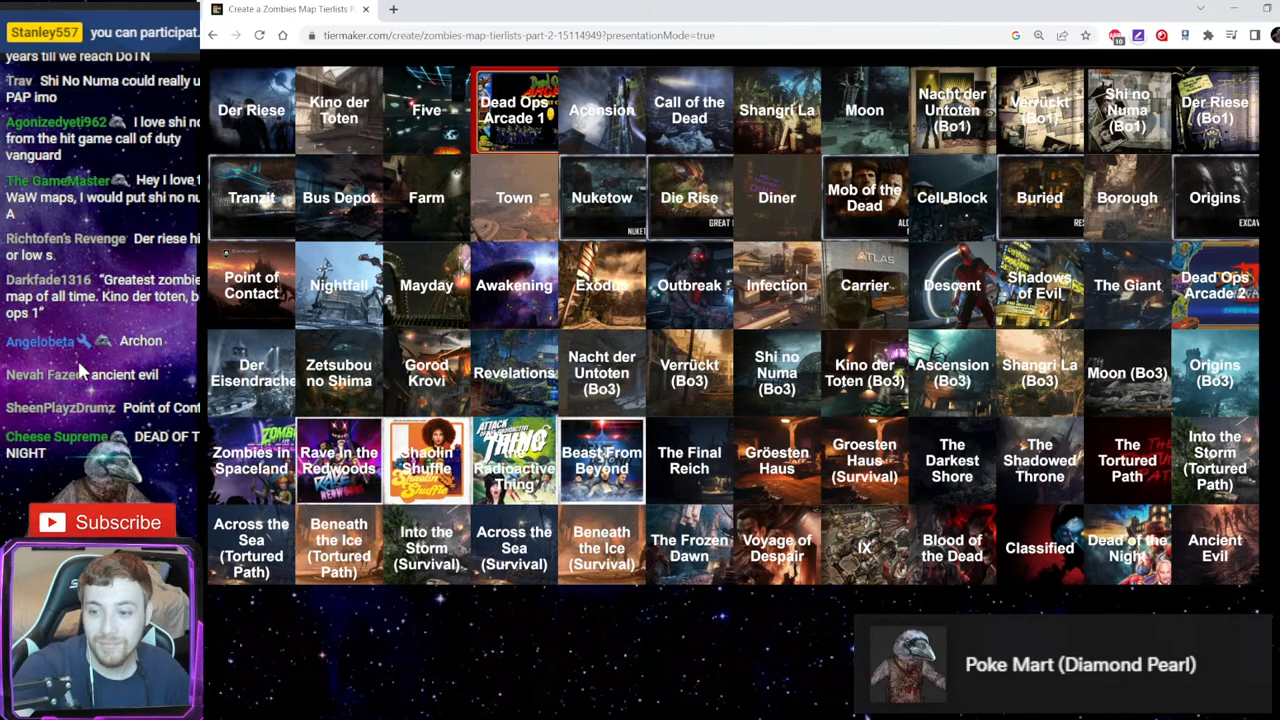 Create a Zombies Map Tierlists P
tiermaker.com/create/zombies-map-tierlists-part-2-15114949?presentationMode=true
10
Stanley557 you can participat.
years till we reach DoTN
Trav Shi No Numa could really u
PAP imo
Agonizedyeti962 I love shi no
from the hit game call of duty
vanguard
The GameMaster Hey I love t
WaW maps, I would put shi no nu
A
Richtofen's Revenge Der riese hi
or low s.
Darkfade1316 "Greatest zombie
map of all time. Kino der toten, b
ops 1"
Angelobeta Archon
Nevah Fazed ancient evil
SheenPlayzDrumz Point of Con
Cheese Supreme DEAD OF T
NIGHT
Subscribe
Der Riese
Kino der
Toten
Five
Dead Ops
Arcade 1
Acension
Call of the
Dead
Shangri La
Moon
Nacht der
Untoten
(Bo1)
Verrückt
(Bo1)
Shi no
Numa
(Bo1)
Der Riese
(Bo1)
Tranzit
Bus Depot
Farm
Town
Nuketow
NUKET
Die Rise
GREAT
Diner
Mob of the
Dead
Cell Block
Buried
Borough
Origins
EXCAV
Point of
Contact
Nightfall
Mayday
Awakening
Exodus
Outbreak
Infection
ATLAS
Carrier
Descent
Shadows
of Evil
The Giant
Dead Ops
Arcade 2
Der
Eisendrache
Zetsubou
no Shima
Gorod
Krovi
Revelations
Nacht der
Untoten
(Bo3)
Verrückt
(Bo3)
Shi no
Numa
(Bo3)
Kino der
Toten (Bo3)
Ascension
(Bo3)
Shangri La
(Bo3)
Moon (Bo3)
Origins
(Bo3)
Zombies in
Spaceland
Rave in the
Redwoods
Shaolin
Shuffle
The
Radioactive
Thing
Beast From
Beyond
The Final
Reich
Gröesten
Haus
Groesten
Haus
(Survival)
The
Darkest
Shore
The
Shadowed
Throne
The
Tortured
Path
Into the
Storm
(Tortured
Path)
Across the
Sea
(Tortured
Path)
Beneath
the Ice
(Tortured
Path)
Into the
Storm
(Survival)
Across the
Sea
(Survival)
Beneath
the Ice
(Survival)
The Frozen
Dawn
Voyage of
Despair
IX
Blood of
the Dead
Classified
Dead of the
Night
Ancient
Evil
Poke Mart (Diamond Pearl)